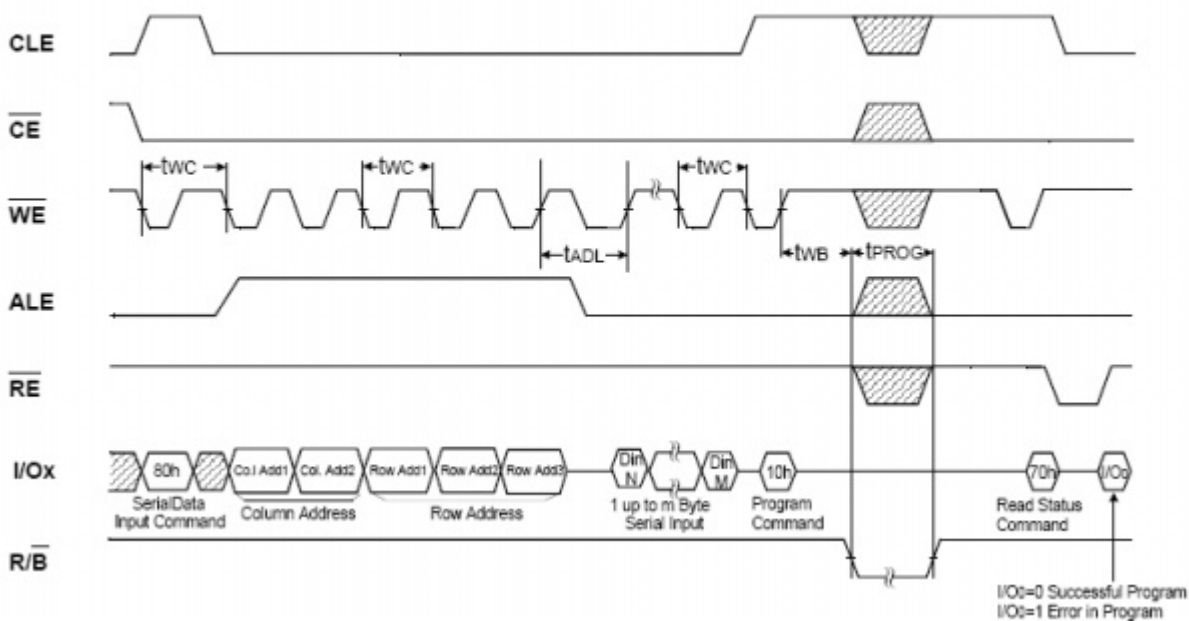 CLE
CE
tWC
tWC
tWC
WE
tADL
tWB
tPROG
ALE
RE
I/Ox
80h
Co.l Add1
Col. Add2
Row Add1
Row Add2
Row Add3
Din
N
Din
M
10h
70h
I/O0
SerialData
Input Command
Column Address
Row Address
1 up to m Byte
Serial Input
Program
Command
Read Status
Command
R/B
I/O0=0 Successful Program
I/O0=1 Error in Program